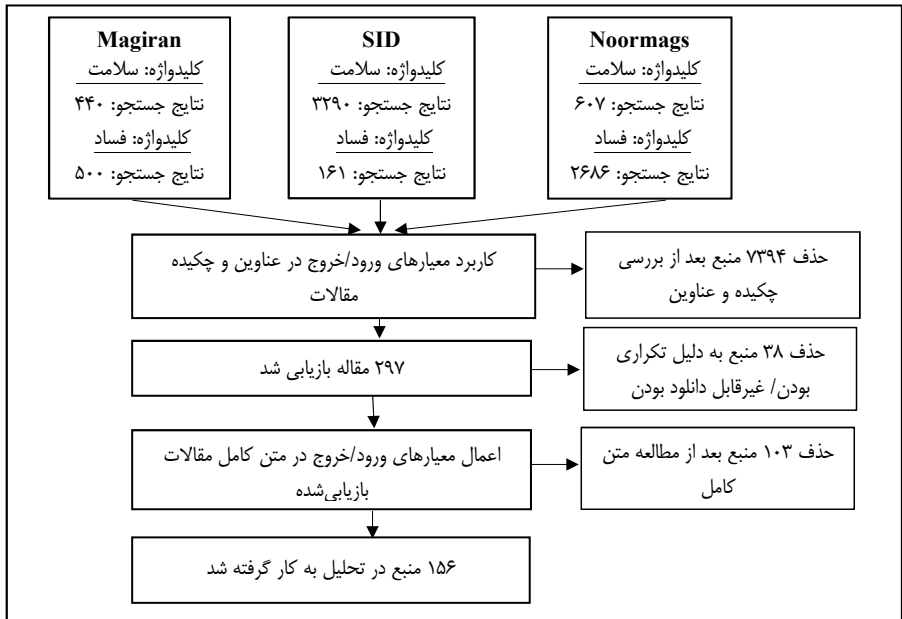 Magiran
کلیدواژه: سلامت
نتایج جستجو: ۴۴۰
کلیدواژه: فساد
نتایج جستجو: ۵۰۰
SID
کلیدواژه: سلامت
نتایج جستجو: ۳۲۹۰
کلیدواژه: فساد
نتایج جستجو: ۱۶۱
Noormags
کلیدواژه: سلامت
نتایج جستجو: ۶۰۷
کلیدواژه: فساد
نتایج جستجو: ۲۶۸۶
کاربرد معیارهای ورود/خروج در عناوین و چکیده
مقالات
حذف ۷۳۹۴ منبع بعد از بررسی
چکیده و عناوین
۲۹۷ مقاله بازیابی شد
حذف ۳۸ منبع به دلیل تکراری
بودن/ غیرقابل دانلود بودن
اعمال معیارهای ورود/خروج در متن کامل مقالات
بازیابی‌شده
حذف ۱۰۳ منبع بعد از مطالعه متن
کامل
۱۵۶ منبع در تحلیل به کار گرفته شد